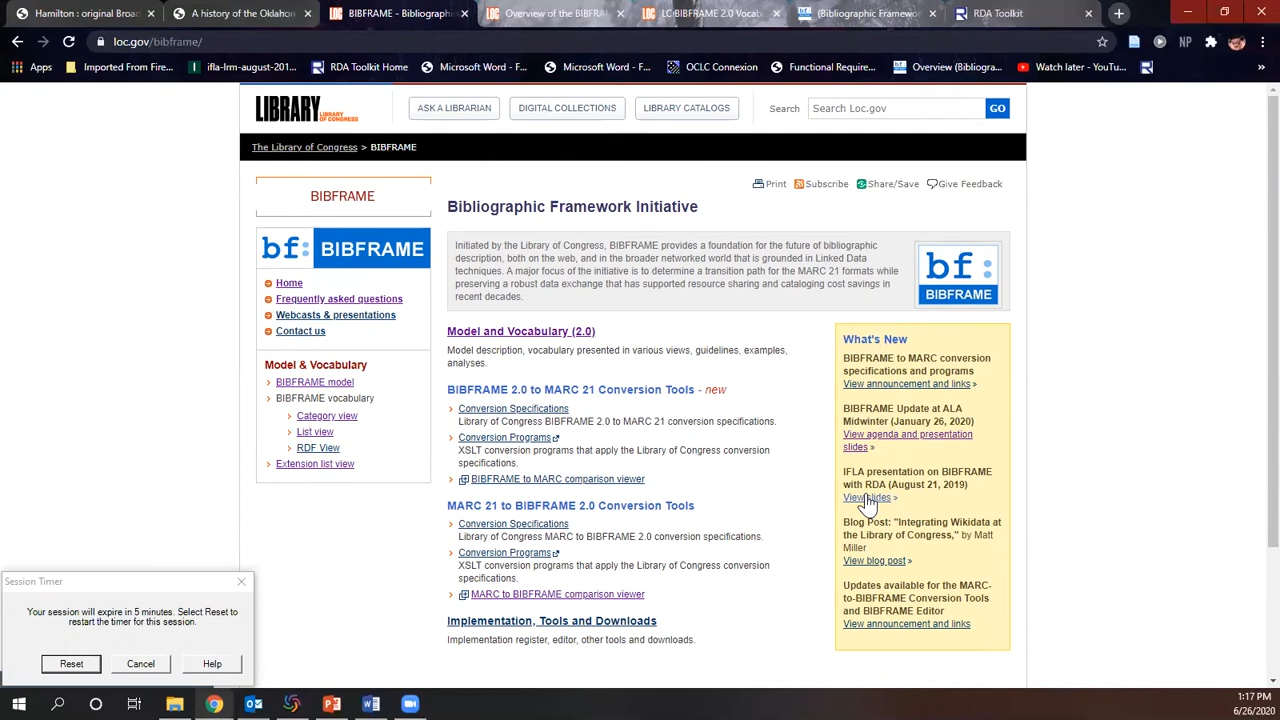 Hamilton : original Broad
A history of the Oklaho
BIBFRAME - Bibliographi
Overview of the BIBFRA
LC:BIBFRAME 2.0 Vocab
(Bibliographic Framewor
RDA Toolkit
loc.gov/bibframe/
NP
Apps
Imported From Fire...
ifla-lrm-august-201...
RDA Toolkit Home
Microsoft Word - F...
Microsoft Word - F...
OCLC Connexion
Functional Require...
Overview (Bibliogra...
Watch later - YouTu...
LIBRARY
LIBRARY OF CONGRESS
ASK A LIBRARIAN
DIGITAL COLLECTIONS
LIBRARY CATALOGS
Search
Search Loc.gov
GO
The Library of Congress > BIBFRAME
BIBFRAME
bf: BIBFRAME
Home
Frequently asked questions
Webcasts & presentations
Contact us
Model & Vocabulary
BIBFRAME model
BIBFRAME vocabulary
Category view
List view
RDF View
Extension list view
Print
Subscribe
Share/Save
Give Feedback
Bibliographic Framework Initiative
Initiated by the Library of Congress, BIBFRAME provides a foundation for the future of bibliographic
description, both on the web, and in the broader networked world that is grounded in Linked Data
techniques. A major focus of the initiative is to determine a transition path for the MARC 21 formats while
preserving a robust data exchange that has supported resource sharing and cataloging cost savings in
recent decades.
bf:
BIBFRAME
Model and Vocabulary (2.0)
Model description, vocabulary presented in various views, guidelines, examples,
analyses.
BIBFRAME 2.0 to MARC 21 Conversion Tools - new
Conversion Specifications
Library of Congress BIBFRAME 2.0 to MARC 21 conversion specifications.
Conversion Programs
XSLT conversion programs that apply the Library of Congress conversion
specifications.
BIBFRAME to MARC comparison viewer
MARC 21 to BIBFRAME 2.0 Conversion Tools
Conversion Specifications
Library of Congress MARC to BIBFRAME 2.0 conversion specifications.
Conversion Programs
XSLT conversion programs that apply the Library of Congress conversion
specifications.
MARC to BIBFRAME comparison viewer
Implementation, Tools and Downloads
Implementation register, editor, other tools and downloads.
What's New
BIBFRAME to MARC conversion
specifications and programs
View announcement and links »
BIBFRAME Update at ALA
Midwinter (January 26, 2020)
View agenda and presentation
slides »
IFLA presentation on BIBFRAME
with RDA (August 21, 2019)
View slides »
Blog Post: "Integrating Wikidata at
the Library of Congress," by Matt
Miller
View blog post »
Updates available for the MARC-
to-BIBFRAME Conversion Tools
and BIBFRAME Editor
View announcement and links
Session Timer
Your session will expire in 5 minutes. Select Reset to
restart the timer for this session.
Reset
Cancel
Help
1:17 PM
6/26/2020